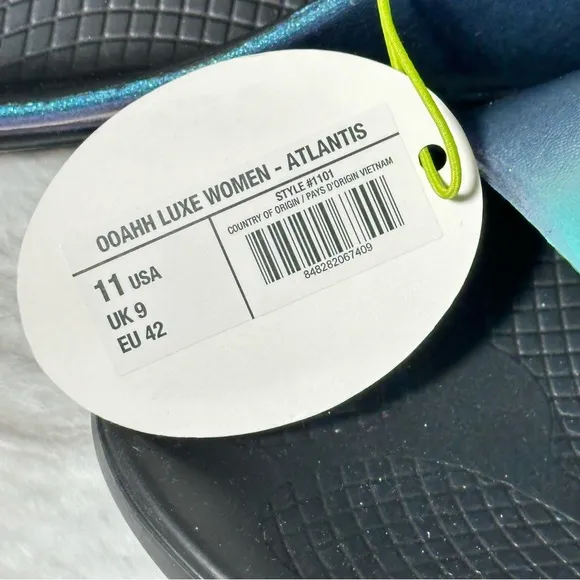 OOAHH LUXE WOMEN - ATLANTIS
11 USA
UK 9
EU 42
STYLE #1101
COUNTRY OF ORIGIN / PAYS D'ORIGIN VIETNAM
848282067409